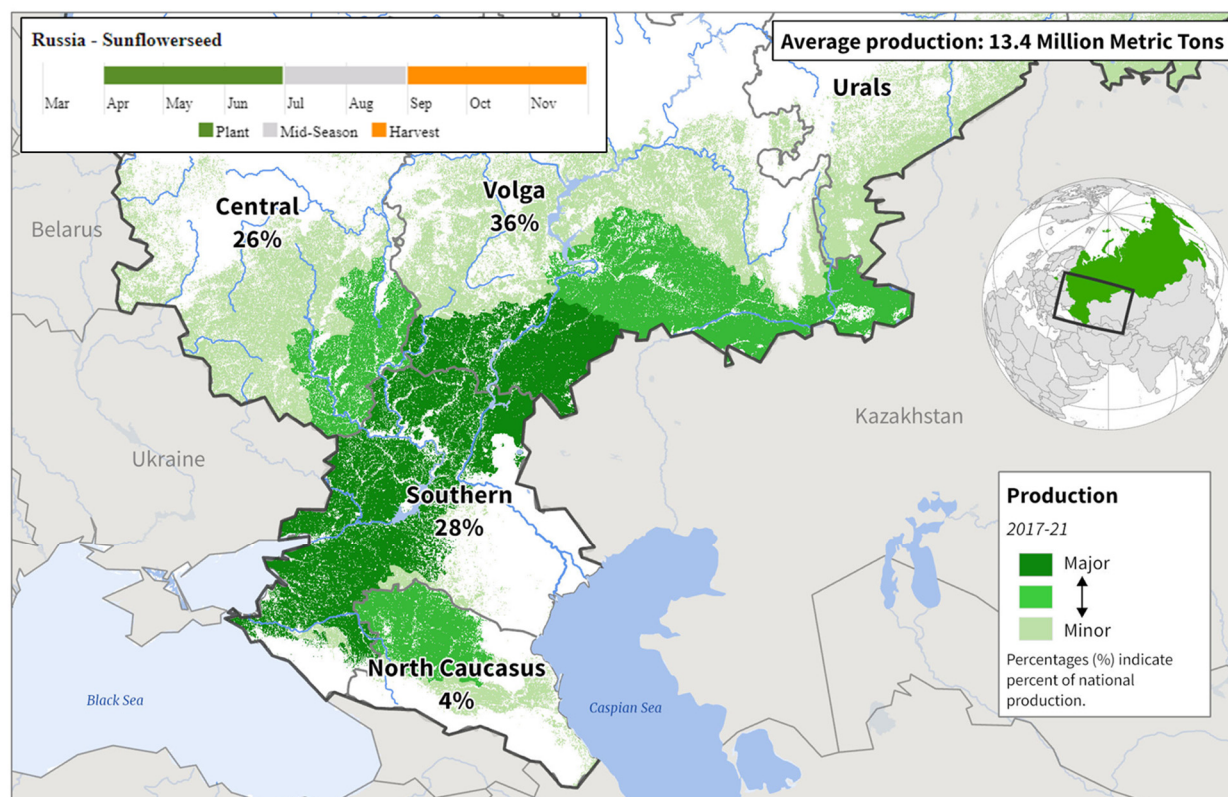 Russia - Sunflowerseed
Mar
Apr
May
Jun
Jul
Aug
Sep
Oct
Nov
Plant
Mid-Season
Harvest
Average production: 13.4 Million Metric Tons
Urals
Volga
36%
Central
26%
Belarus
Kazakhstan
Ukraine
Southern
28%
North Caucasus
4%
Black Sea
Caspian Sea
Production
2017-21
Major
Minor
Percentages (%) indicate
percent of national
production.